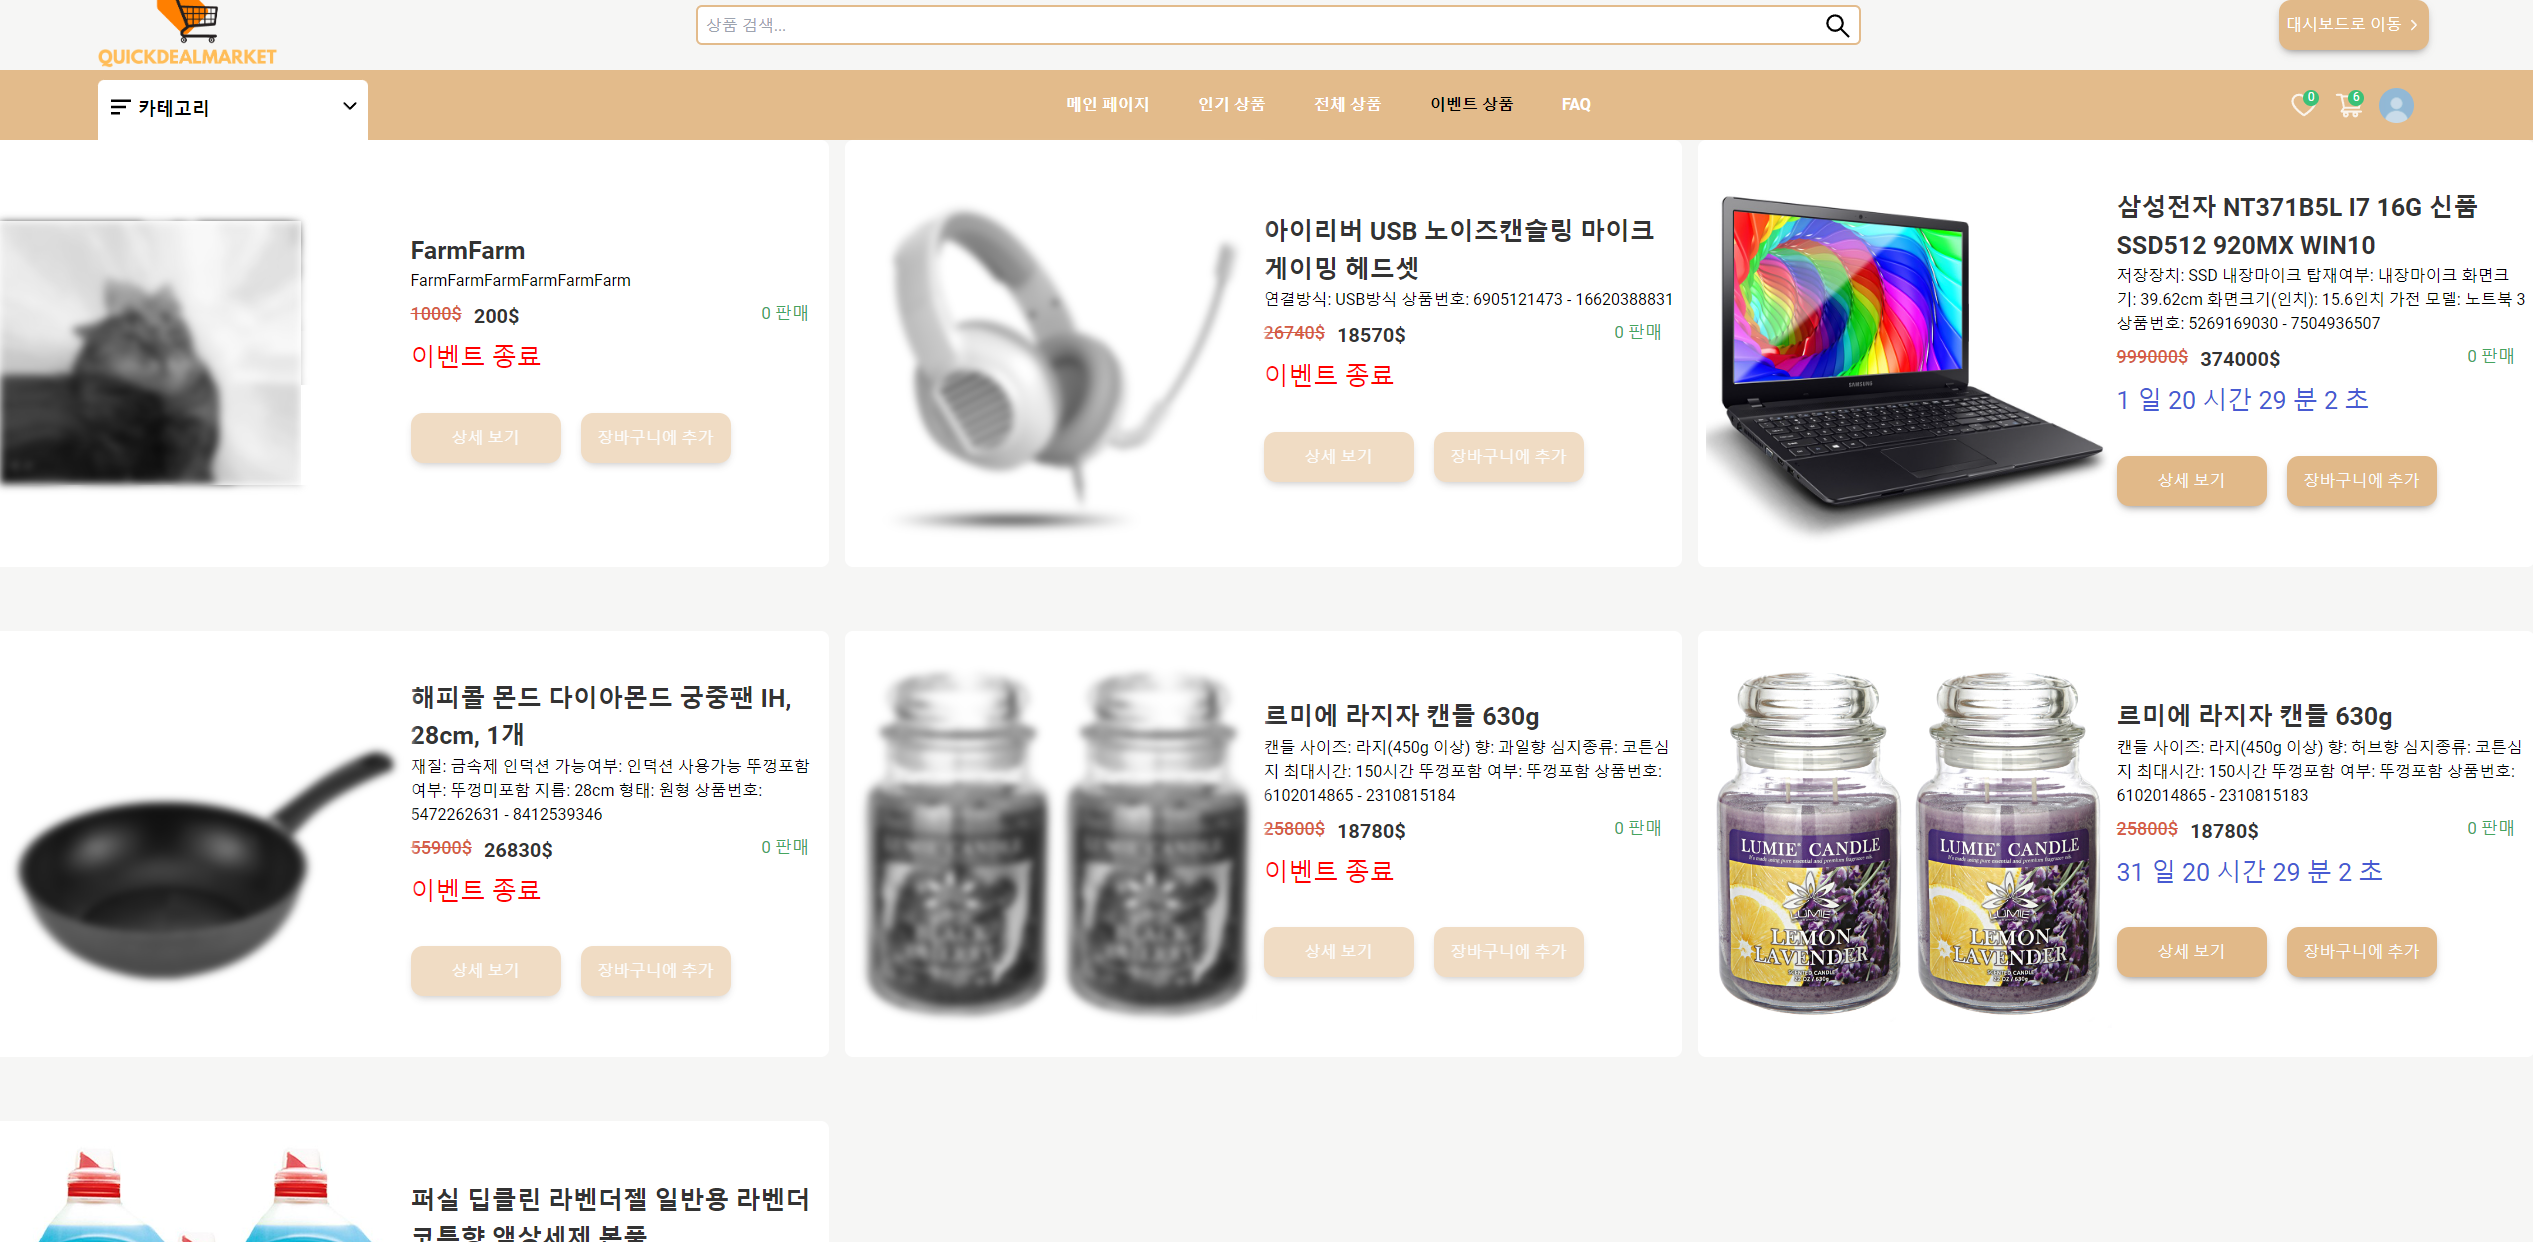 QUICKDEALMARKET
상품 검색...
대시보드로 이동
카테고리
메인 페이지
인기 상품
전체 상품
이벤트 상품
FAQ
0
6
FarmFarm
FarmFarmFarmFarmFarmFarm
1000$ 200$ 0 판매
이벤트 종료
상세 보기 장바구니에 추가
아이리버 USB 노이즈캔슬링 마이크
게이밍 헤드셋
연결방식: USB방식 상품번호: 6905121473 - 16620388831
26740$ 18570$ 0 판매
이벤트 종료
상세 보기 장바구니에 추가
SAMSUNG
삼성전자 NT371B5L I7 16G 신품
SSD512 920MX WIN10
저장장치: SSD 내장마이크 탑재여부: 내장마이크 화면크
기: 39.62cm 화면크기(인치): 15.6인치 가전 모델: 노트북 3
상품번호: 5269169030 - 7504936507
999000$ 374000$ 0 판매
1 일 20 시간 29 분 2 초
상세 보기 장바구니에 추가
해피콜 몬드 다이아몬드 궁중팬 IH,
28cm, 1개
재질: 금속제 인덕션 가능여부: 인덕션 사용가능 뚜껑포함
여부: 뚜껑미포함 지름: 28cm 형태: 원형 상품번호:
5472262631 - 8412539346
55900$ 26830$ 0 판매
이벤트 종료
상세 보기 장바구니에 추가
LUMIE CANDLE LUMIE CANDLE
르미에 라지자 캔들 630g
캔들 사이즈: 라지(450g 이상) 향: 과일향 심지종류: 코튼심
지 최대시간: 150시간 뚜껑포함 여부: 뚜껑포함 상품번호:
6102014865 - 2310815184
25800$ 18780$ 0 판매
이벤트 종료
상세 보기 장바구니에 추가
LUMIE CANDLE LUMIE CANDLE
LUMIE LUMIE
LEMON LEMON
LAVENDER LAVENDER
르미에 라지자 캔들 630g
캔들 사이즈: 라지(450g 이상) 향: 허브향 심지종류: 코튼심
지 최대시간: 150시간 뚜껑포함 여부: 뚜껑포함 상품번호:
6102014865 - 2310815183
25800$ 18780$ 0 판매
31 일 20 시간 29 분 2 초
상세 보기 장바구니에 추가
퍼실 딥클린 라벤더젤 일반용 라벤더
코튼향 액상세제 본품